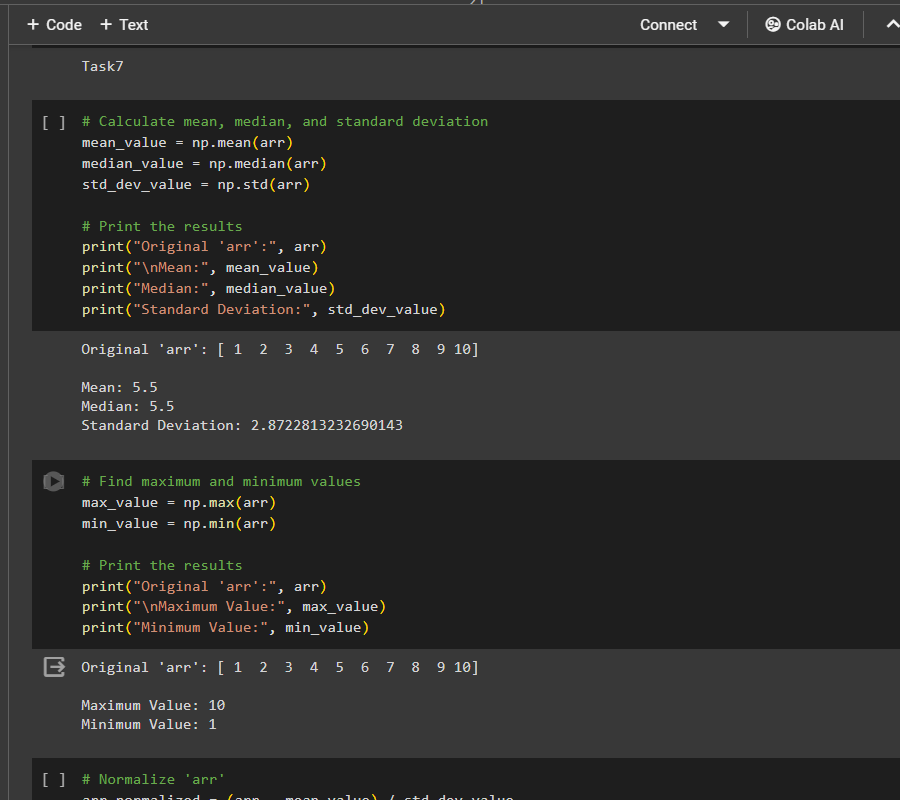 + Code + Text Connect Colab AI
Task7
[ ] # Calculate mean, median, and standard deviation
mean_value = np.mean(arr)
median_value = np.median(arr)
std_dev_value = np.std(arr)
# Print the results
print("Original 'arr':", arr)
print("\nMean:", mean_value)
print("Median:", median_value)
print("Standard Deviation:", std_dev_value)
Original 'arr': [ 1  2  3  4  5  6  7  8  9 10]
Mean: 5.5
Median: 5.5
Standard Deviation: 2.8722813232690143
# Find maximum and minimum values
max_value = np.max(arr)
min_value = np.min(arr)
# Print the results
print("Original 'arr':", arr)
print("\nMaximum Value:", max_value)
print("Minimum Value:", min_value)
Original 'arr': [ 1  2  3  4  5  6  7  8  9 10]
Maximum Value: 10
Minimum Value: 1
[ ] # Normalize 'arr'
arr_normalized = (arr - mean_value) / std_dev_value